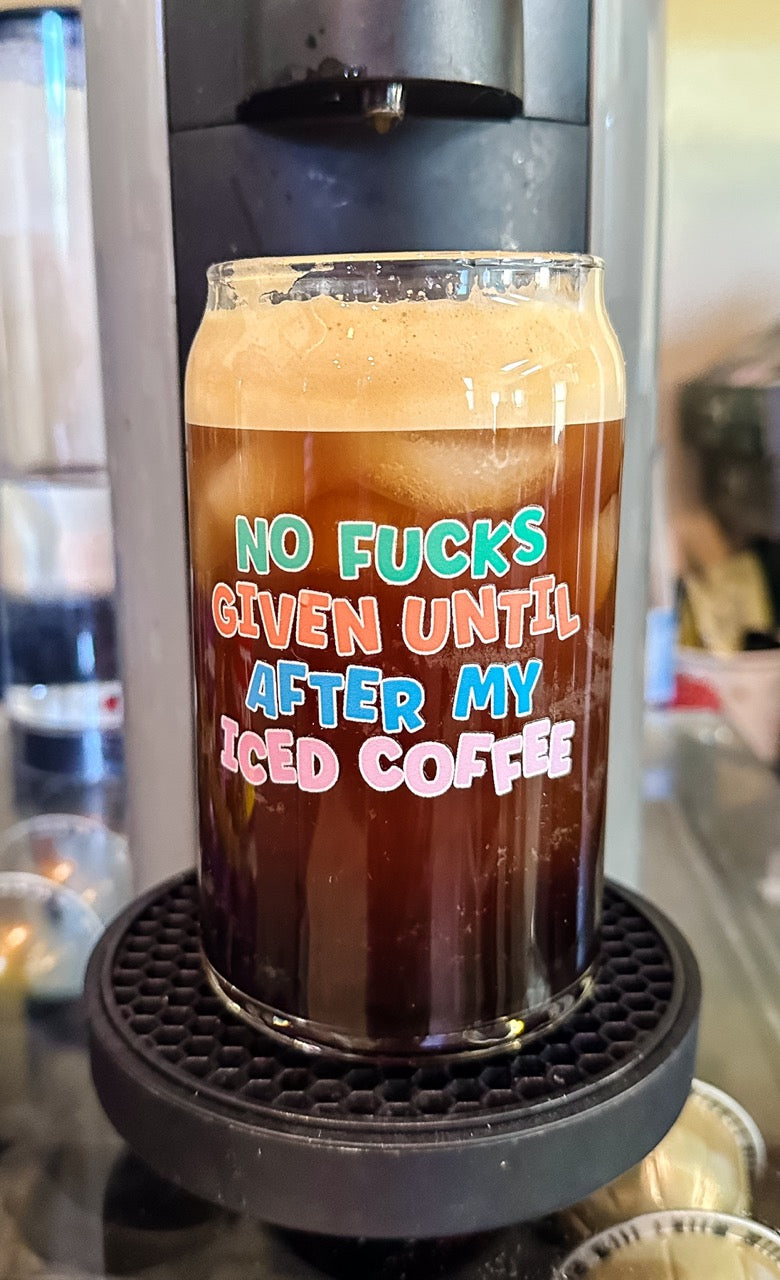 NO FUCKS
GIVEN UNTIL
AFTER MY
ICED COFFEE